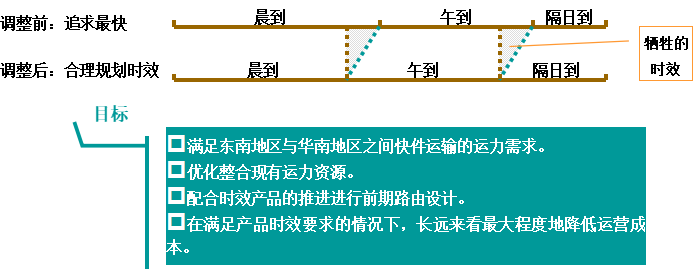 调整前：追求最快
晨到 午到 隔日到
牺牲的
时效
调整后：合理规划时效
晨到 午到 隔日到
目标
满足东南地区与华南地区之间快件运输的运力需求。
优化整合现有运力资源。
配合时效产品的推进进行前期路由设计。
在满足产品时效要求的情况下，长远来看最大程度地降低运营成
本。